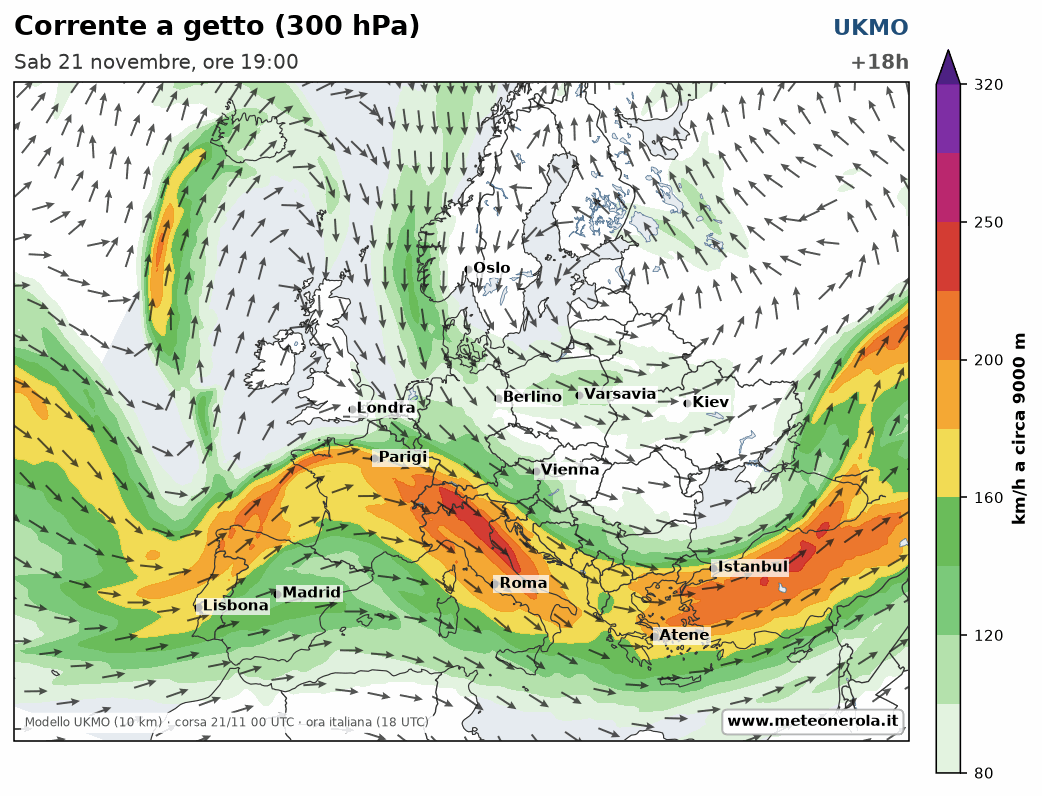 Corrente a getto (300 hPa)
UKMO
Sab 21 novembre, ore 19:00
+18h
320
250
200
160
120
80
km/h a circa 9000 m
Oslo
Berlino
Varsavia
Kiev
Londra
Parigi
Vienna
Istanbul
Roma
Madrid
Lisbona
Atene
Modello UKMO (10 km) · corsa 21/11 00 UTC · ora italiana (18 UTC)
www.meteonerola.it